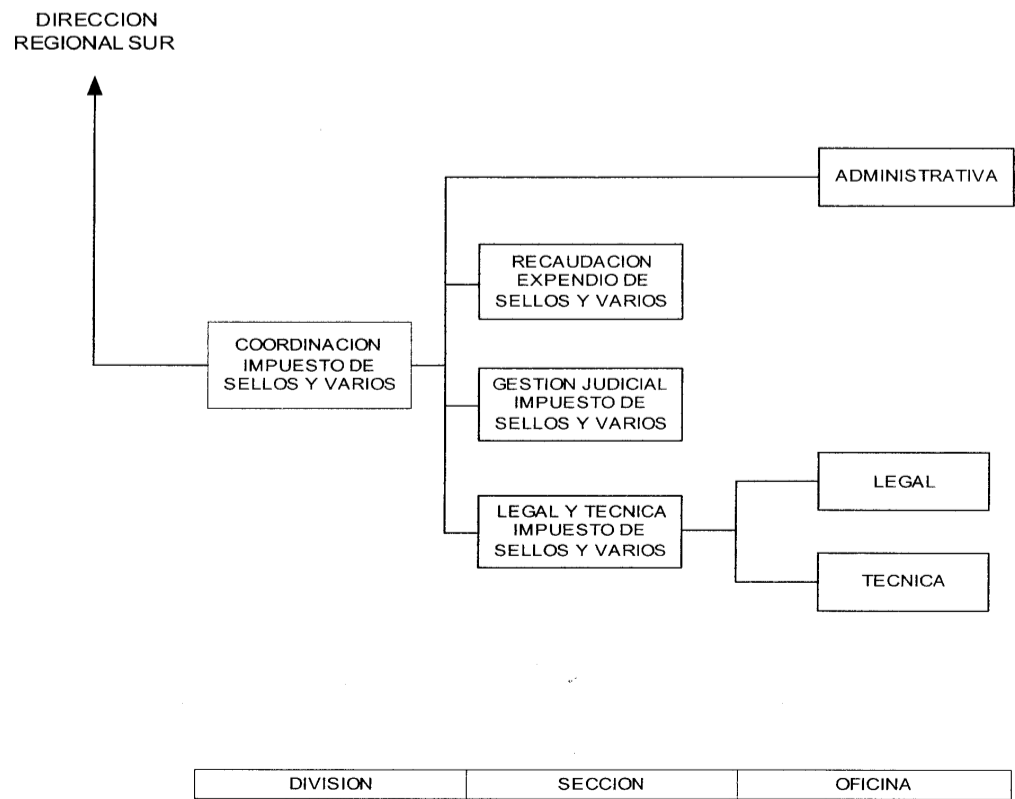 DIRECCION
REGIONAL SUR
ADMINISTRATIVA
RECAUDACION
EXPENDIO DE
SELLOS Y VARIOS
COORDINACION
IMPUESTO DE
SELLOS Y VARIOS
GESTION JUDICIAL
IMPUESTO DE
SELLOS Y VARIOS
LEGAL Y TECNICA
IMPUESTO DE
SELLOS Y VARIOS
LEGAL
TECNICA
DIVISION
SECCION
OFICINA